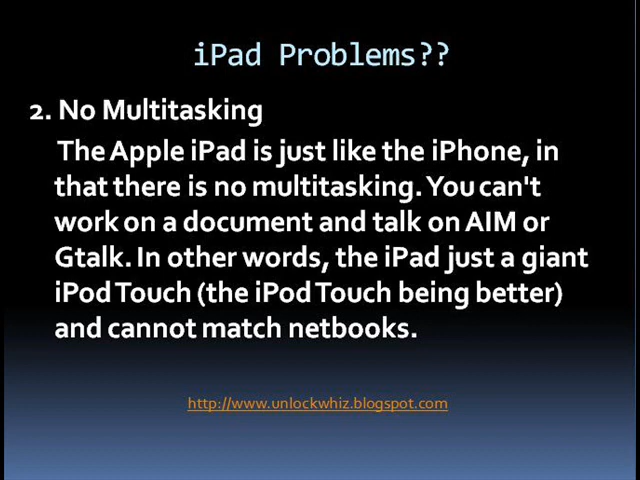 iPad Problems??
2. No Multitasking
The Apple iPad is just like the iPhone, in
that there is no multitasking. You can't
work on a document and talk on AIM or
Gtalk. In other words, the iPad just a giant
iPod Touch (the iPod Touch being better)
and cannot match netbooks.
http://www.unlockwhiz.blogspot.com